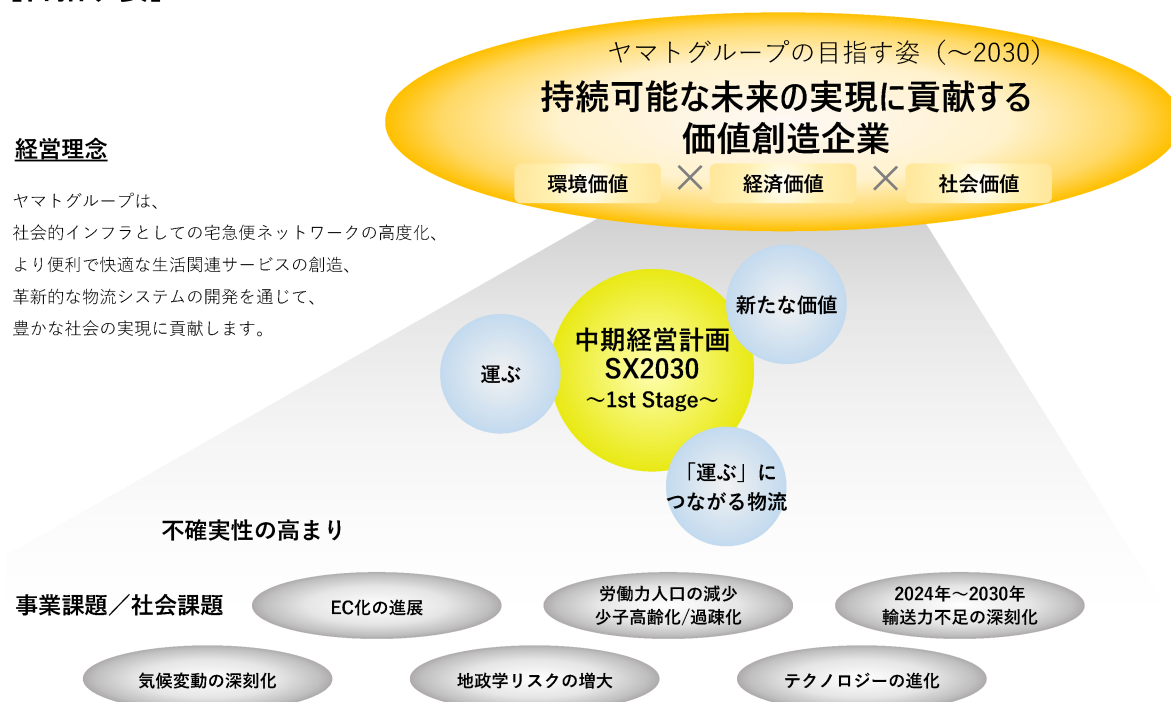 ヤマトグループの目指す姿（～2030）
持続可能な未来の実現に貢献する
価値創造企業
環境価値 × 経済価値 × 社会価値
経営理念
ヤマトグループは、
社会的インフラとしての宅急便ネットワークの高度化、
より便利で快適な生活関連サービスの創造、
革新的な物流システムの開発を通じて、
豊かな社会の実現に貢献します。
新たな価値
中期経営計画
SX2030
～1st Stage～
運ぶ
「運ぶ」に
つながる物流
不確実性の高まり
事業課題／社会課題
EC化の進展
労働力人口の減少
少子高齢化/過疎化
2024年～2030年
輸送力不足の深刻化
気候変動の深刻化
地政学リスクの増大
テクノロジーの進化